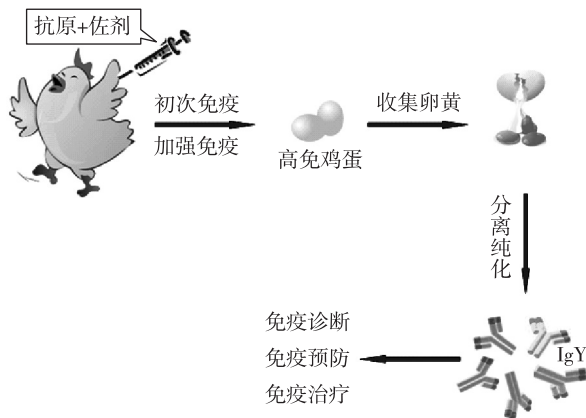 抗原+佐剂
初次免疫
加强免疫
高免鸡蛋
收集卵黄
分离纯化
IgY
免疫诊断
免疫预防
免疫治疗